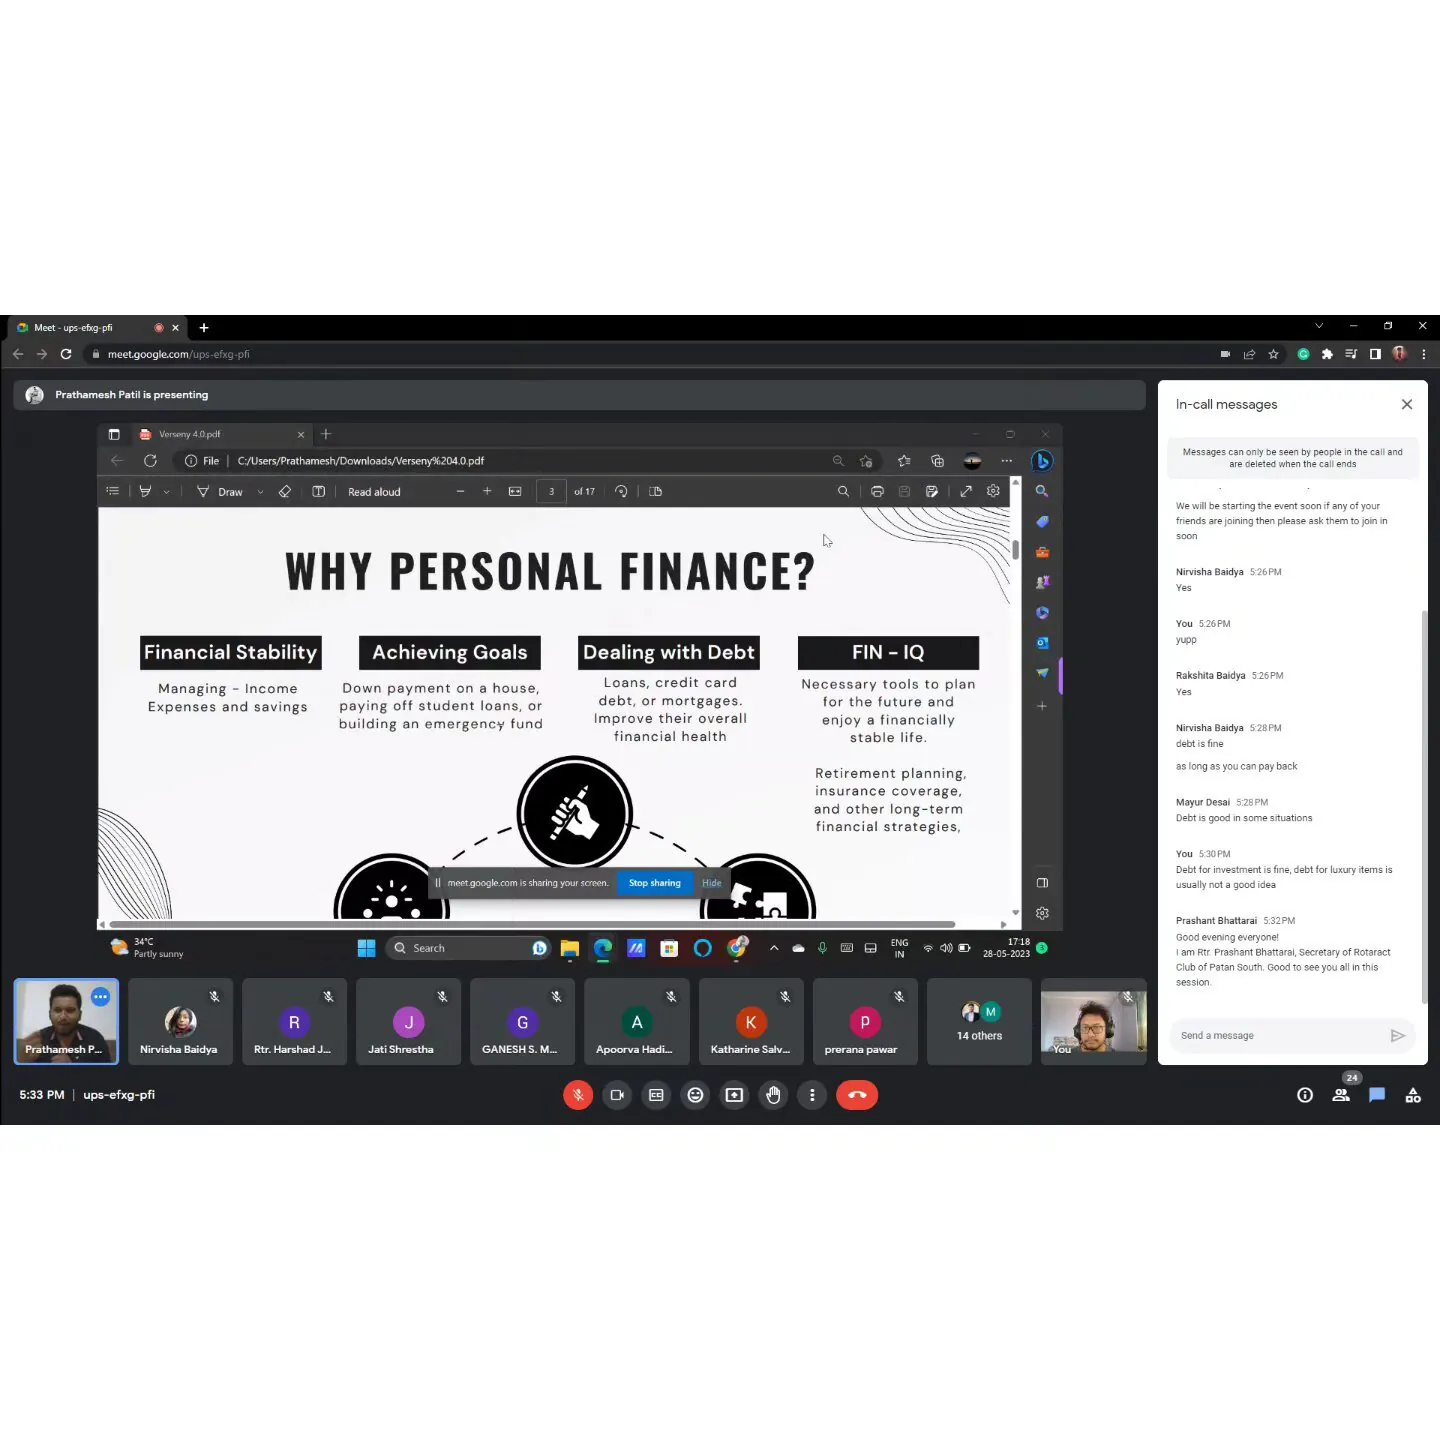 Meet - ups-efxg-pfi
meet.google.com/ups-efxg-pfi
Prathamesh Patil is presenting
Verseny 4.0.pdf
File
C:/Users/Prathamesh/Downloads/Verseny%204.0.pdf
Draw
Read aloud
3 of 17
WHY PERSONAL FINANCE?
Financial Stability
Managing - Income
Expenses and savings
Achieving Goals
Down payment on a house,
paying off student loans, or
building an emergency fund
Dealing with Debt
Loans, credit card
debt, or mortgages.
Improve their overall
financial health
FIN - IQ
Necessary tools to plan
for the future and
enjoy a financially
stable life.
Retirement planning,
insurance coverage,
and other long-term
financial strategies,
meet.google.com is sharing your screen.
Stop sharing
Hide
34°C
Partly sunny
Search
ENG
IN
17:18
28-05-2023
3
Prathamesh P...
Nirvisha Baidya
R
Rtr. Harshad J...
J
Jati Shrestha
G
GANESH S. M...
A
Apoorva Hadi...
K
Katharine Salv...
p
prerana pawar
M
14 others
You
5:33 PM | ups-efxg-pfi
24
In-call messages
Messages can only be seen by people in the call and
are deleted when the call ends
We will be starting the event soon if any of your
friends are joining then please ask them to join in
soon
Nirvisha Baidya 5:26 PM
Yes
You 5:26 PM
yupp
Rakshita Baidya 5:26 PM
Yes
Nirvisha Baidya 5:28 PM
debt is fine
as long as you can pay back
Mayur Desai 5:28 PM
Debt is good in some situations
You 5:30 PM
Debt for investment is fine, debt for luxury items is
usually not a good idea
Prashant Bhattarai 5:32 PM
Good evening everyone!
I am Rtr. Prashant Bhattarai, Secretary of Rotaract
Club of Patan South. Good to see you all in this
session.
Send a message